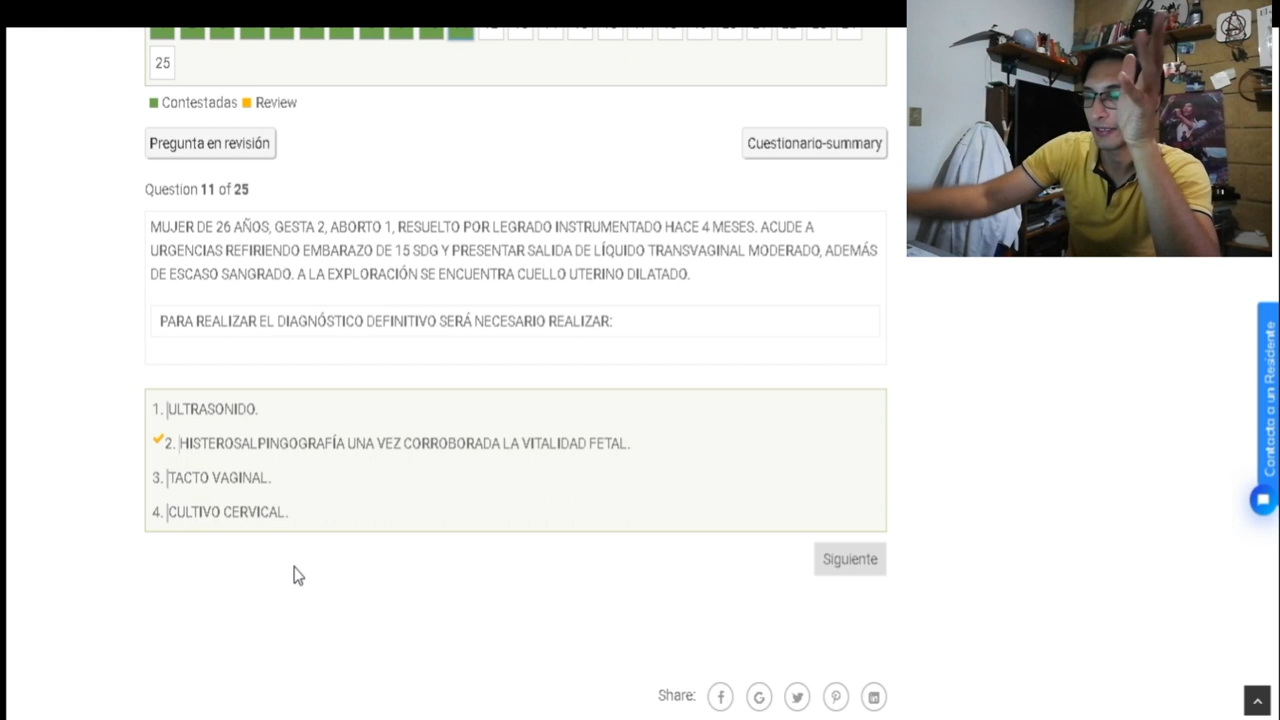 25
Contestadas Review
Pregunta en revisión
Cuestionario-summary
Question 11 of 25
MUJER DE 26 AÑOS, GESTA 2, ABORTO 1, RESUELTO POR LEGRADO INSTRUMENTADO HACE 4 MESES. ACUDE A
URGENCIAS REFIRIENDO EMBARAZO DE 15 SDG Y PRESENTAR SALIDA DE LÍQUIDO TRANSVAGINAL MODERADO, ADEMÁS
DE ESCASO SANGRADO. A LA EXPLORACIÓN SE ENCUENTRA CUELLO UTERINO DILATADO.
PARA REALIZAR EL DIAGNÓSTICO DEFINITIVO SERÁ NECESARIO REALIZAR:
1. ULTRASONIDO.
2. HISTEROSALPINGOGRAFÍA UNA VEZ CORROBORADA LA VITALIDAD FETAL.
3. TACTO VAGINAL.
4. CULTIVO CERVICAL.
Siguiente
Contacta a un Residente
Share: